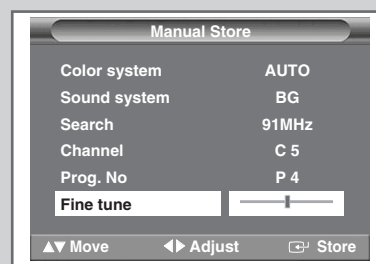 Manual Store
Color system AUTO
Sound system BG
Search 91MHz
Channel C 5
Prog. No P 4
Fine tune
▲▼ Move ◀▶ Adjust Store